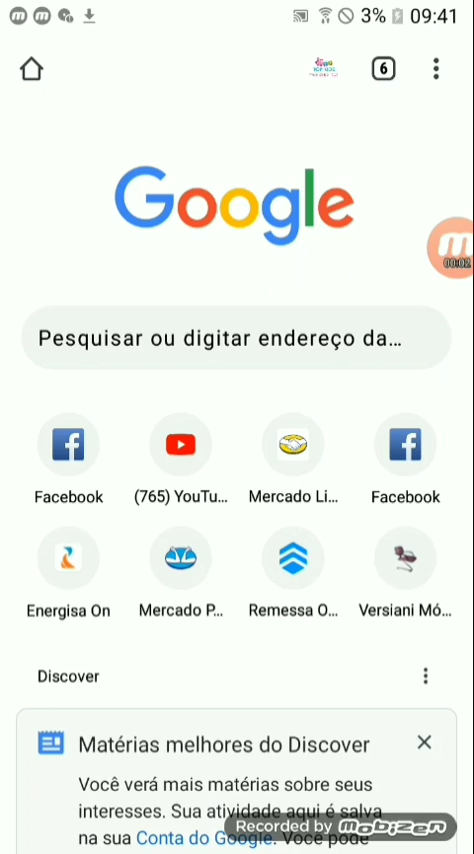 3% 09:41
6
Google
00:02
Pesquisar ou digitar endereço da...
Facebook (765) YouTu... Mercado Li... Facebook
Energisa On Mercado P... Remessa O... Versiani Mó...
Discover
Matérias melhores do Discover
Você verá mais matérias sobre seus
interesses. Sua atividade aqui é salva
na sua Conta do Google. Você pode
Recorded by mobizen